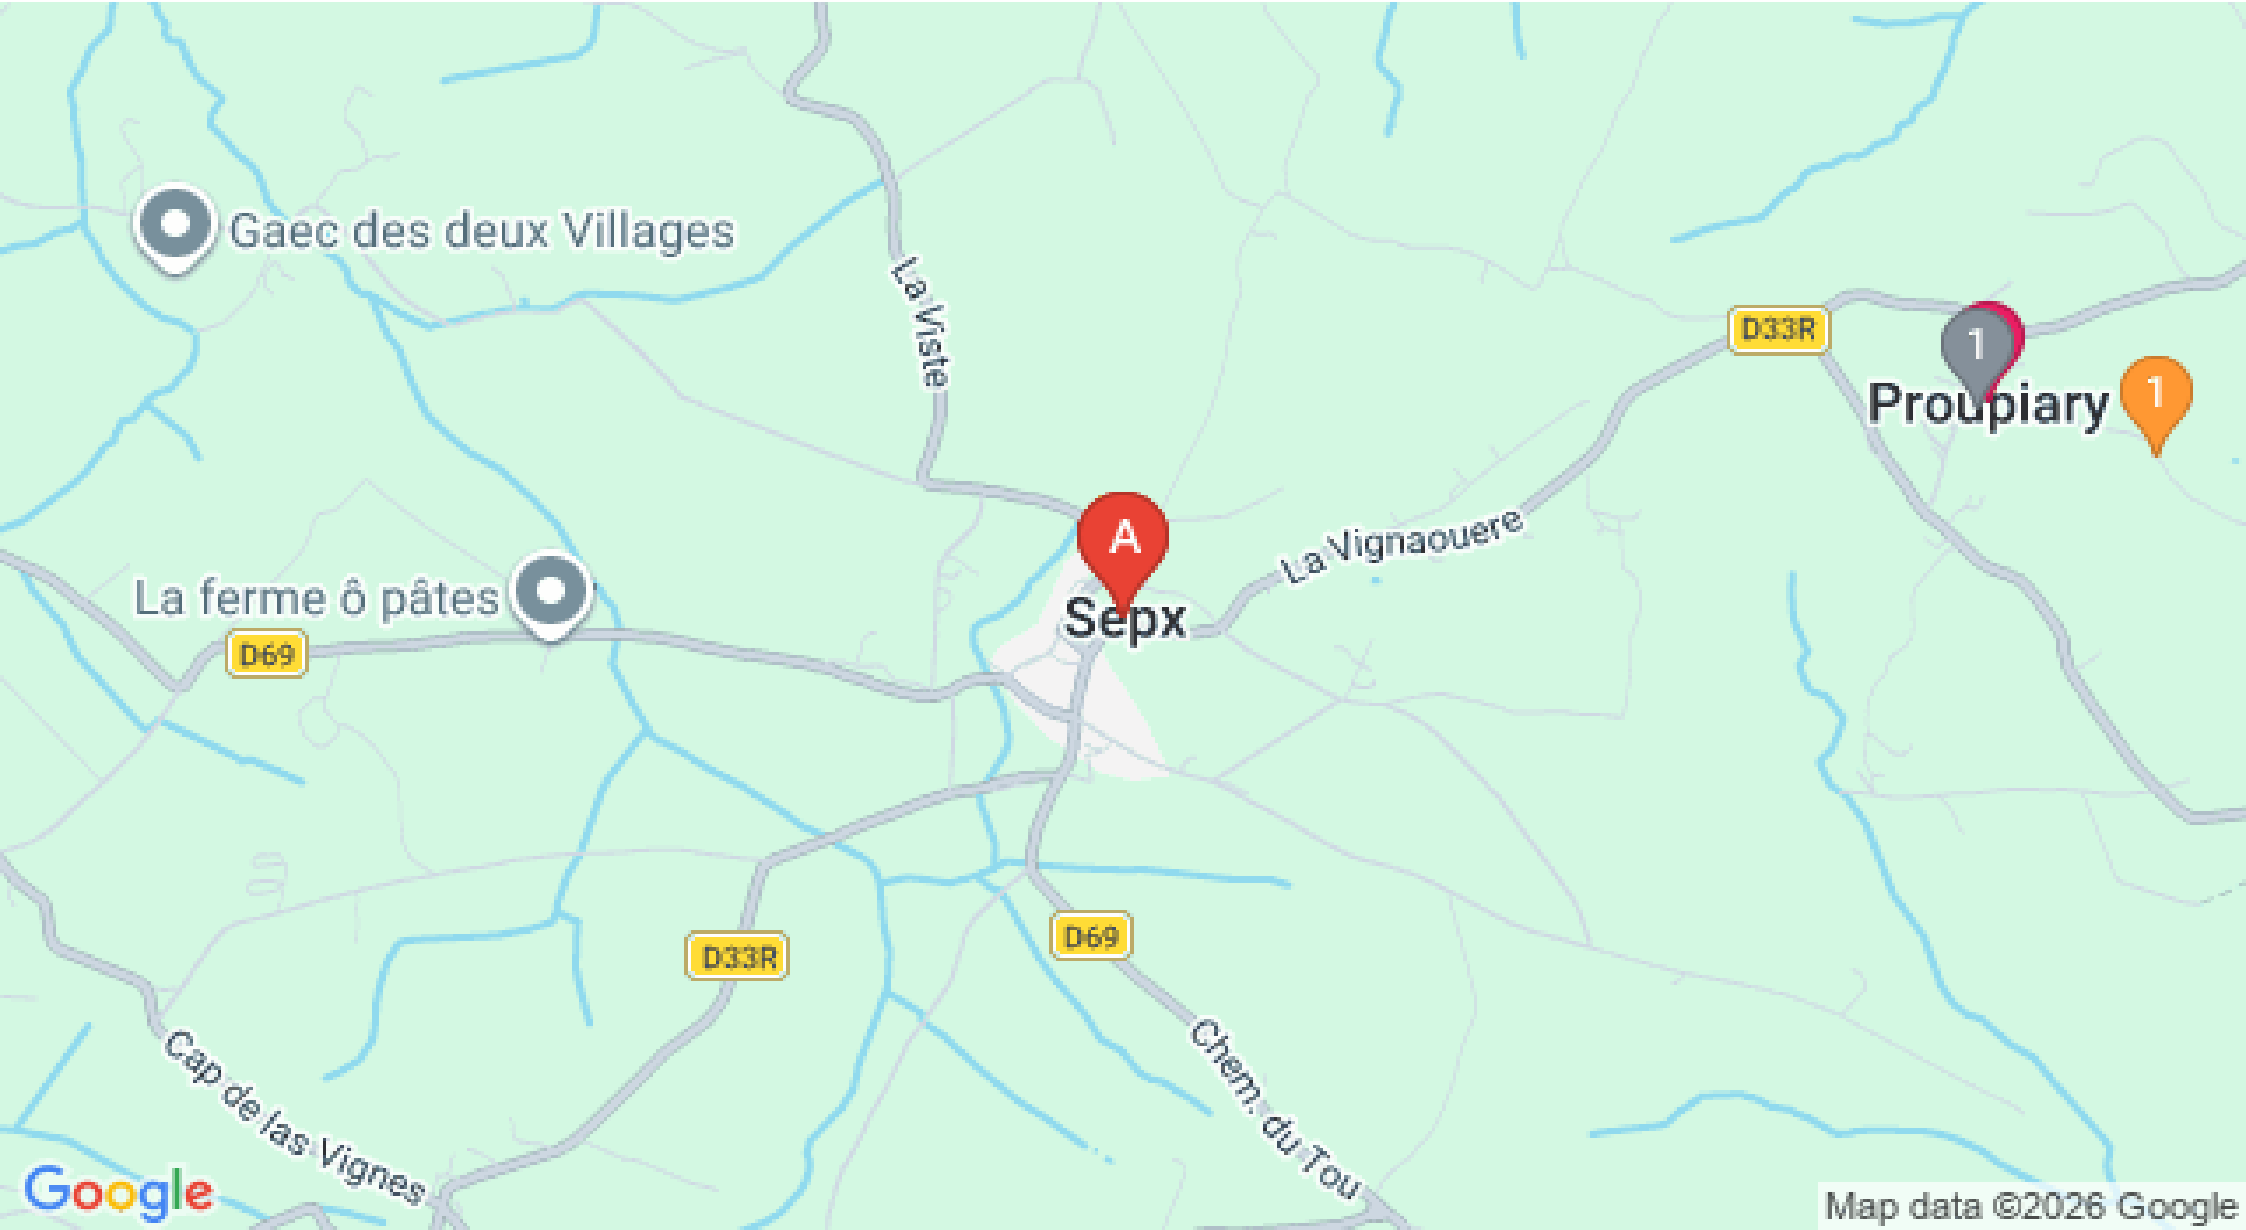 Gaec des deux Villages
La Viste
D33R
1
1
Proupiary
A
La Vignaouere
La ferme ô pâtes
Sepx
D69
D69
D33R
Chem. du Tou
Cap de las Vignes
Google
Map data ©2026 Google